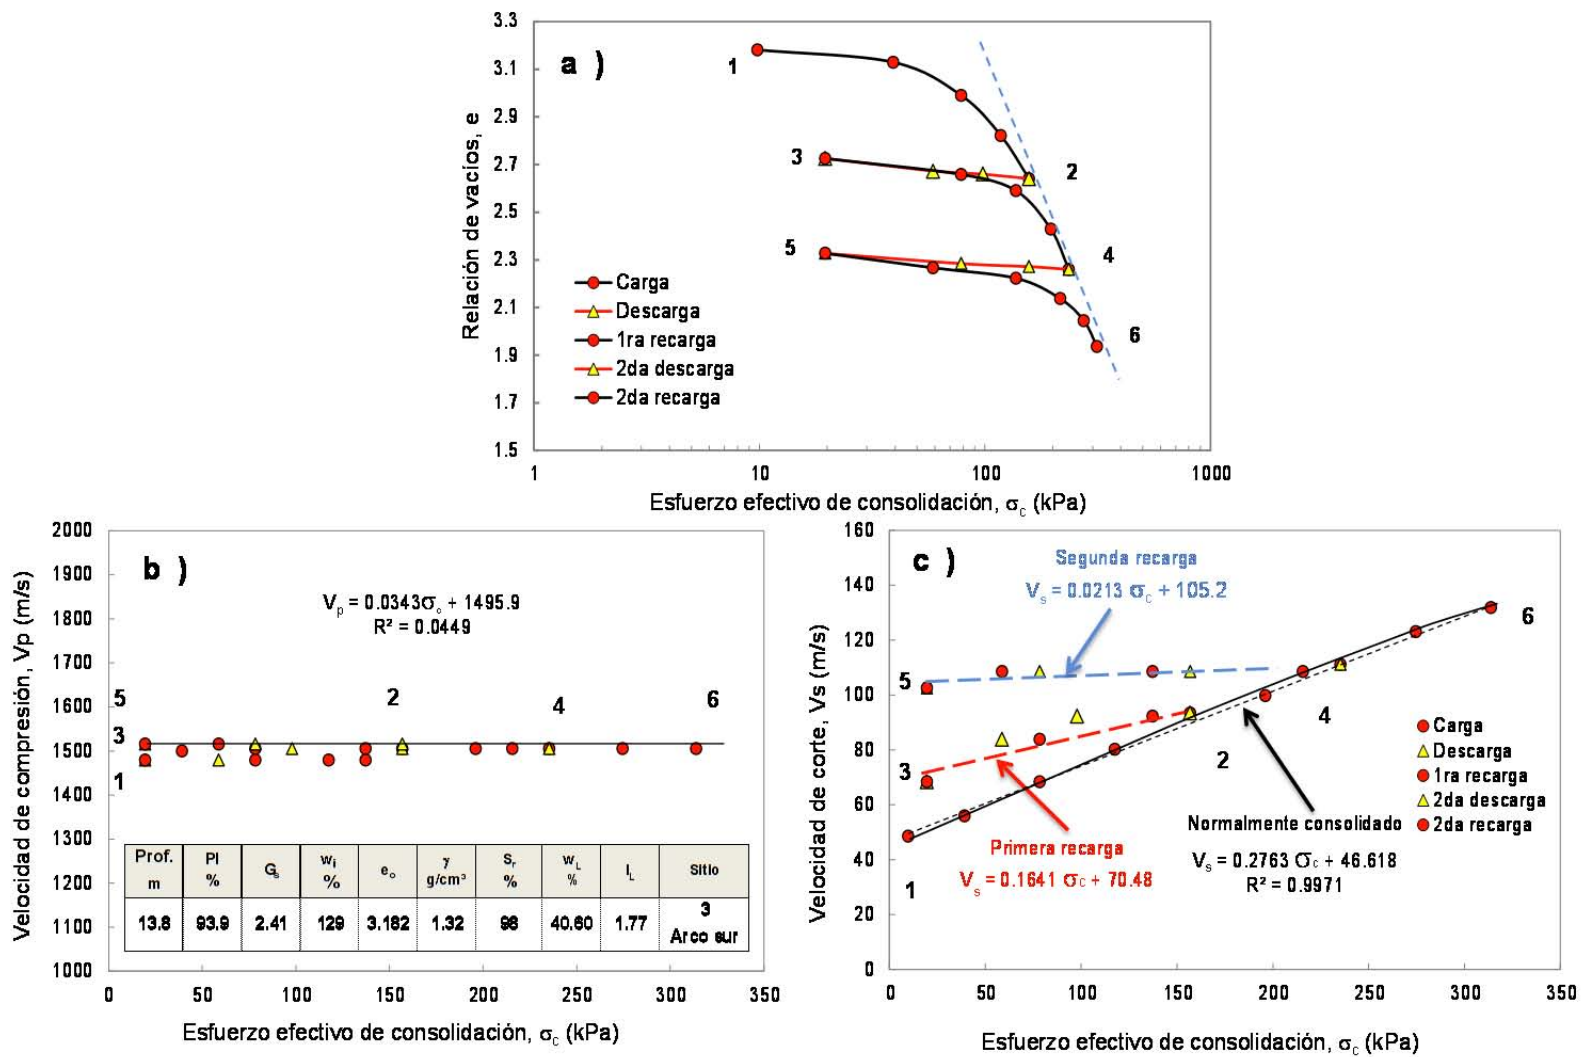 a )
3.3
3.1
2.9
2.7
2.5
2.3
2.1
1.9
1.7
1.5
Relación de vacíos, e
1
2
3
4
5
6
Carga
Descarga
1ra recarga
2da descarga
2da recarga
1 10 100 1000
Esfuerzo efectivo de consolidación, σc (kPa)
b )
2000
1900
1800
1700
1600
1500
1400
1300
1200
1100
1000
Velocidad de compresión, Vp (m/s)
Vp = 0.0343σc + 1495.9
R² = 0.0449
5 2 4 6
3
1
Prof. m PI % Gs wi % eo γ g/cm³ Sr % wL % IL Sitio
13.8 93.9 2.41 129 3.182 1.32 98 40.60 1.77 3 Arco sur
0 50 100 150 200 250 300 350
Esfuerzo efectivo de consolidación, σc (kPa)
c )
160
140
120
100
80
60
40
20
0
Velocidad de corte, Vs (m/s)
Segunda recarga
Vs = 0.0213 σc + 105.2
6
5
4
3
2
1
Carga
Descarga
1ra recarga
2da descarga
2da recarga
Normalmente consolidado
Vs = 0.2763 σc + 46.618
R² = 0.9971
Primera recarga
Vs = 0.1641 σc + 70.48
0 50 100 150 200 250 300 350
Esfuerzo efectivo de consolidación, σc (kPa)